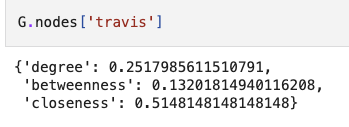 G.nodes['travis']
{'degree': 0.2517985611510791,
 'betweenness': 0.13201814940116208,
 'closeness': 0.5148148148148148}